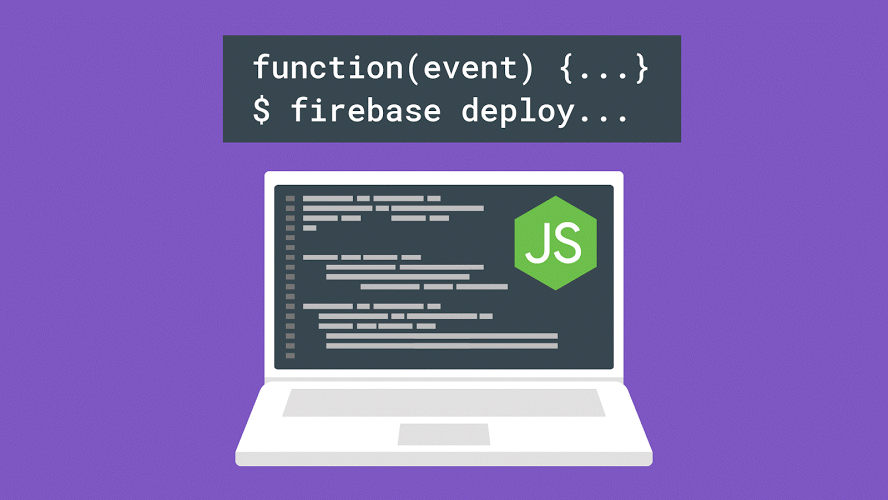 function(event) {...}
$ firebase deploy...
JS